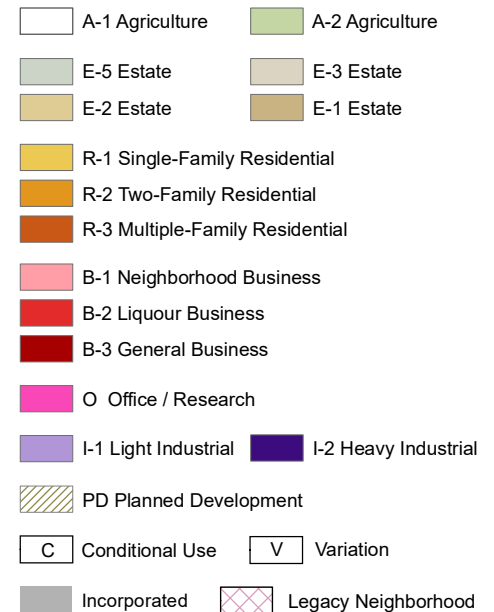 A-1 Agriculture A-2 Agriculture
E-5 Estate E-3 Estate
E-2 Estate E-1 Estate
R-1 Single-Family Residential
R-2 Two-Family Residential
R-3 Multiple-Family Residential
B-1 Neighborhood Business
B-2 Liquour Business
B-3 General Business
O Office / Research
I-1 Light Industrial I-2 Heavy Industrial
PD Planned Development
C Conditional Use V Variation
Incorporated Legacy Neighborhood